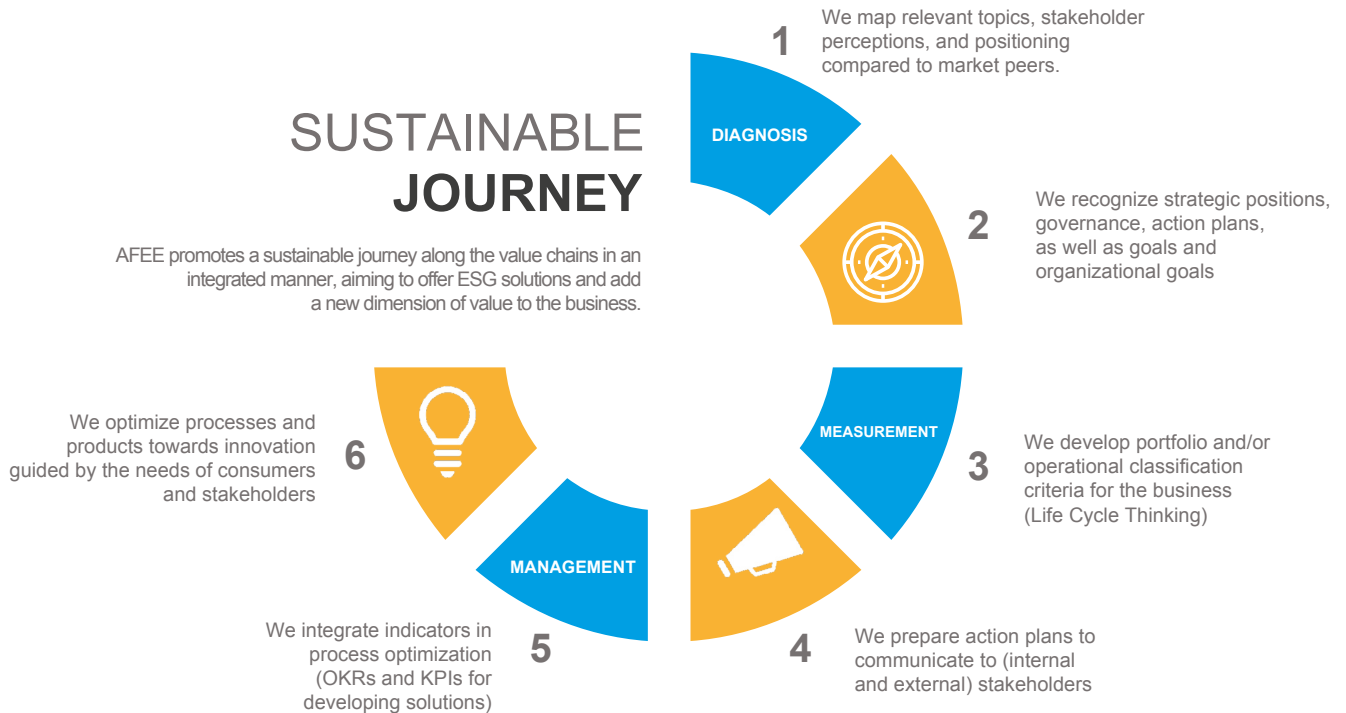 SUSTAINABLE
JOURNEY
AFEE promotes a sustainable journey along the value chains in an
integrated manner, aiming to offer ESG solutions and add
a new dimension of value to the business.
1
We map relevant topics, stakeholder
perceptions, and positioning
compared to market peers.
DIAGNOSIS
2
We recognize strategic positions,
governance, action plans,
as well as goals and
organizational goals
MEASUREMENT
3
We develop portfolio and/or
operational classification
criteria for the business
(Life Cycle Thinking)
4
We prepare action plans to
communicate to (internal
and external) stakeholders
MANAGEMENT
5
We integrate indicators in
process optimization
(OKRs and KPIs for
developing solutions)
6
We optimize processes and
products towards innovation
guided by the needs of consumers
and stakeholders